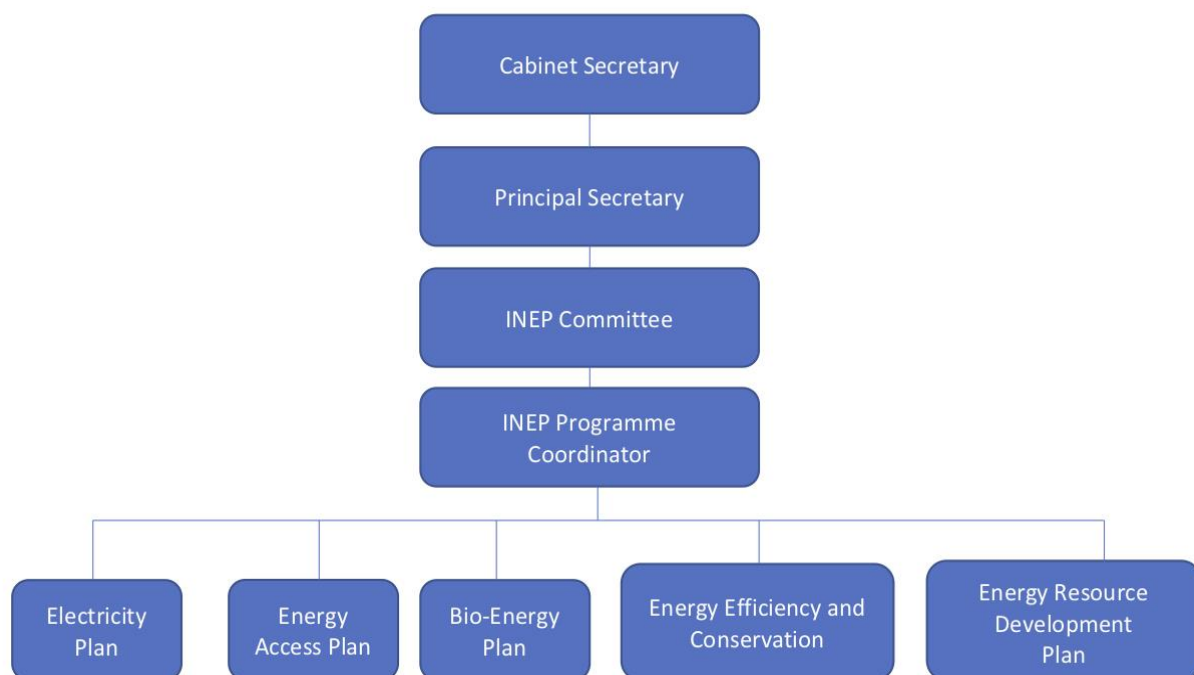 Cabinet Secretary
Principal Secretary
INEP Committee
INEP Programme
Coordinator
Electricity
Plan
Energy
Access Plan
Bio-Energy
Plan
Energy Efficiency and
Conservation
Energy Resource
Development
Plan